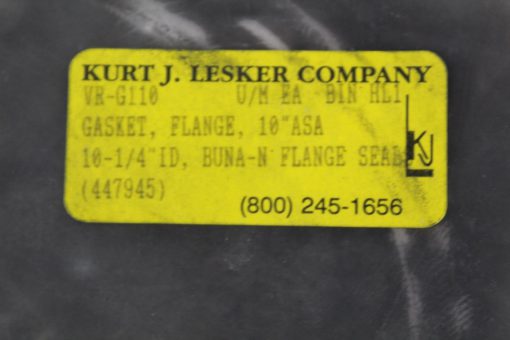 KURT J. LESKER COMPANY
VR-G110 U/M EA BIN HL1
GASKET, FLANGE, 10"ASA
10-1/4"ID, BUNA-N FLANGE SEAL
KJL
(447945)
(800) 245-1656